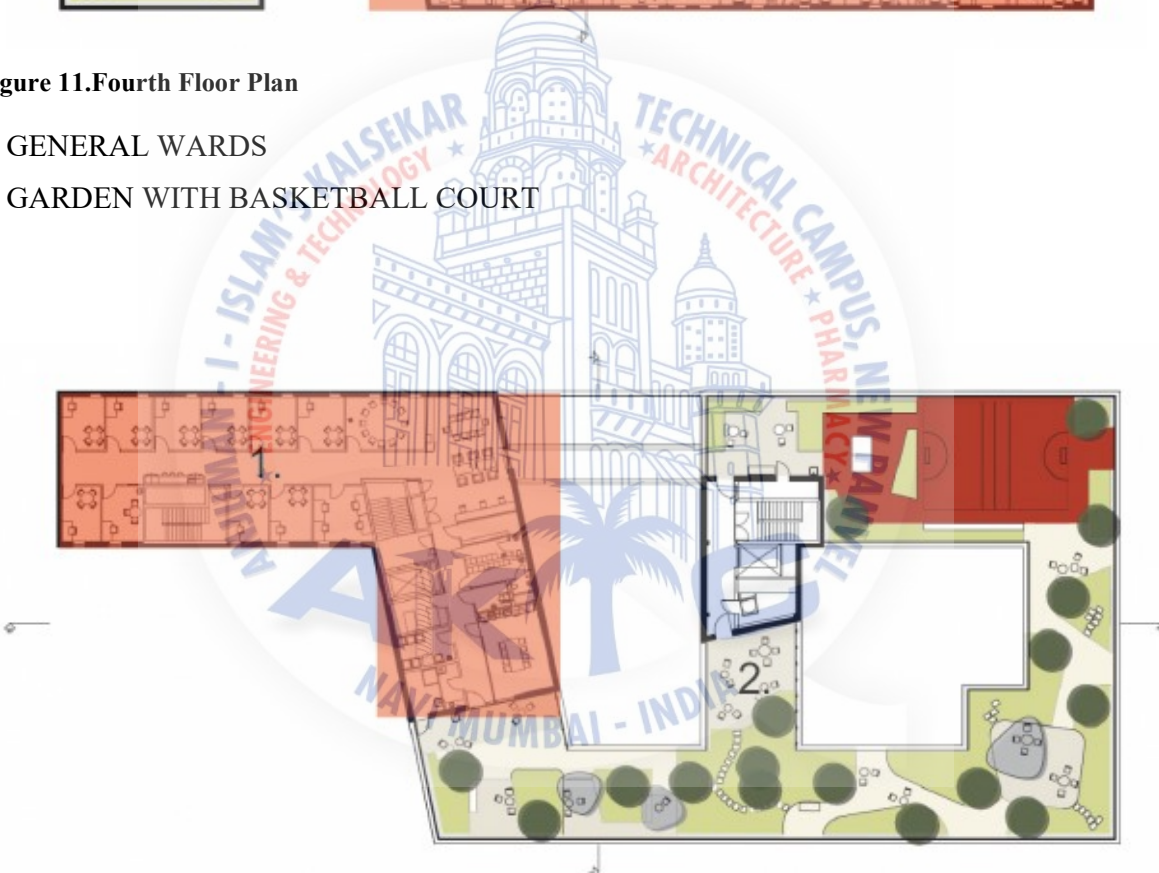 gure 11.Fourth Floor Plan
GENERAL WARDS
GARDEN WITH BASKETBALL COURT
ANJUMAN - I - ISLAM'S KALSEKAR TECHNICAL CAMPUS, NEW PANVEL
ENGINEERING & TECHNOLOGY ★ ★ ARCHITECTURE ★ PHARMACY ★
1.
2.
AKTC
NAVI MUMBAI - INDIA